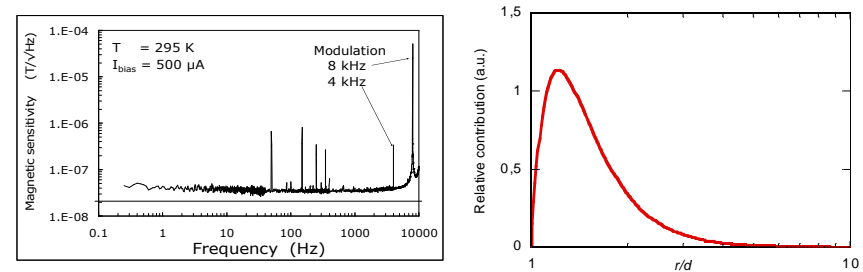 Magnetic sensitivity (T/√Hz)
1.E-04
1.E-05
1.E-06
1.E-07
1.E-08
T = 295 K
I_bias = 500 µA
Modulation
8 kHz
4 kHz
0.1 1 10 100 1000 10000
Frequency (Hz)
Relative contribution (a.u.)
1,5
1
0,5
0
1 10
r/d